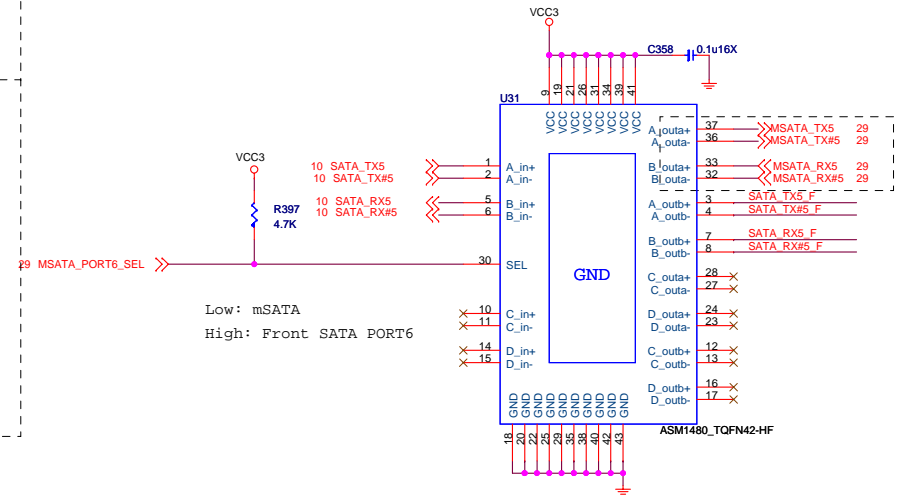 VCC3
C358 0.1u16X
9 19 21 26 31 34 39 41
U31
VCC VCC VCC VCC VCC VCC VCC VCC
A_outa+ 37 MSATA_TX5 29
A_outa- 36 MSATA_TX#5 29
VCC3
10 SATA_TX5 1 A_in+ B_outa+ 33 MSATA_RX5 29
10 SATA_TX#5 2 A_in- B_outa- 32 MSATA_RX#5 29
10 SATA_RX5 5 B_in+ A_outb+ 3 SATA_TX5_F
10 SATA_RX#5 6 B_in- A_outb- 4 SATA_TX#5_F
R397
4.7K
B_outb+ 7 SATA_RX5_F
B_outb- 8 SATA_RX#5_F
29 MSATA_PORT6_SEL 30 SEL
GND
C_outa+ 28
C_outa- 27
Low: mSATA
High: Front SATA PORT6
10 C_in+ D_outa+ 24
11 C_in- D_outa- 23
14 D_in+ C_outb+ 12
15 D_in- C_outb- 13
D_outb+ 16
D_outb- 17
GND GND GND GND GND GND GND GND GND GND
ASM1480_TQFN42-HF
18 20 22 25 29 35 38 40 42 43